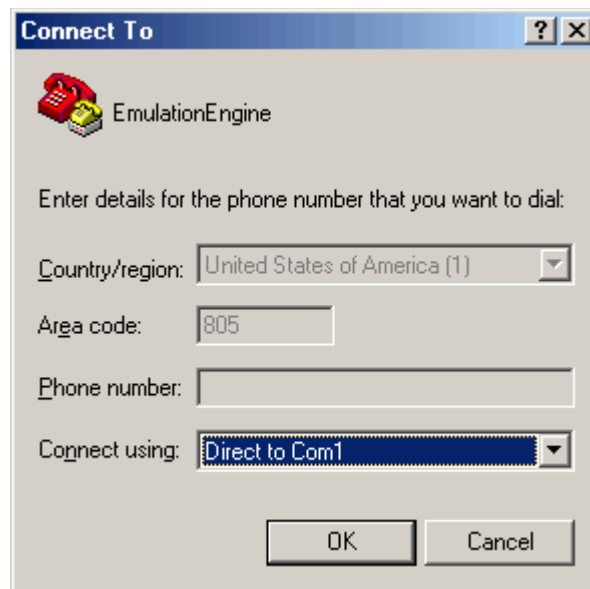 Connect To
EmulationEngine
Enter details for the phone number that you want to dial:
Country/region: United States of America (1)
Area code: 805
Phone number:
Connect using: Direct to Com1
OK Cancel